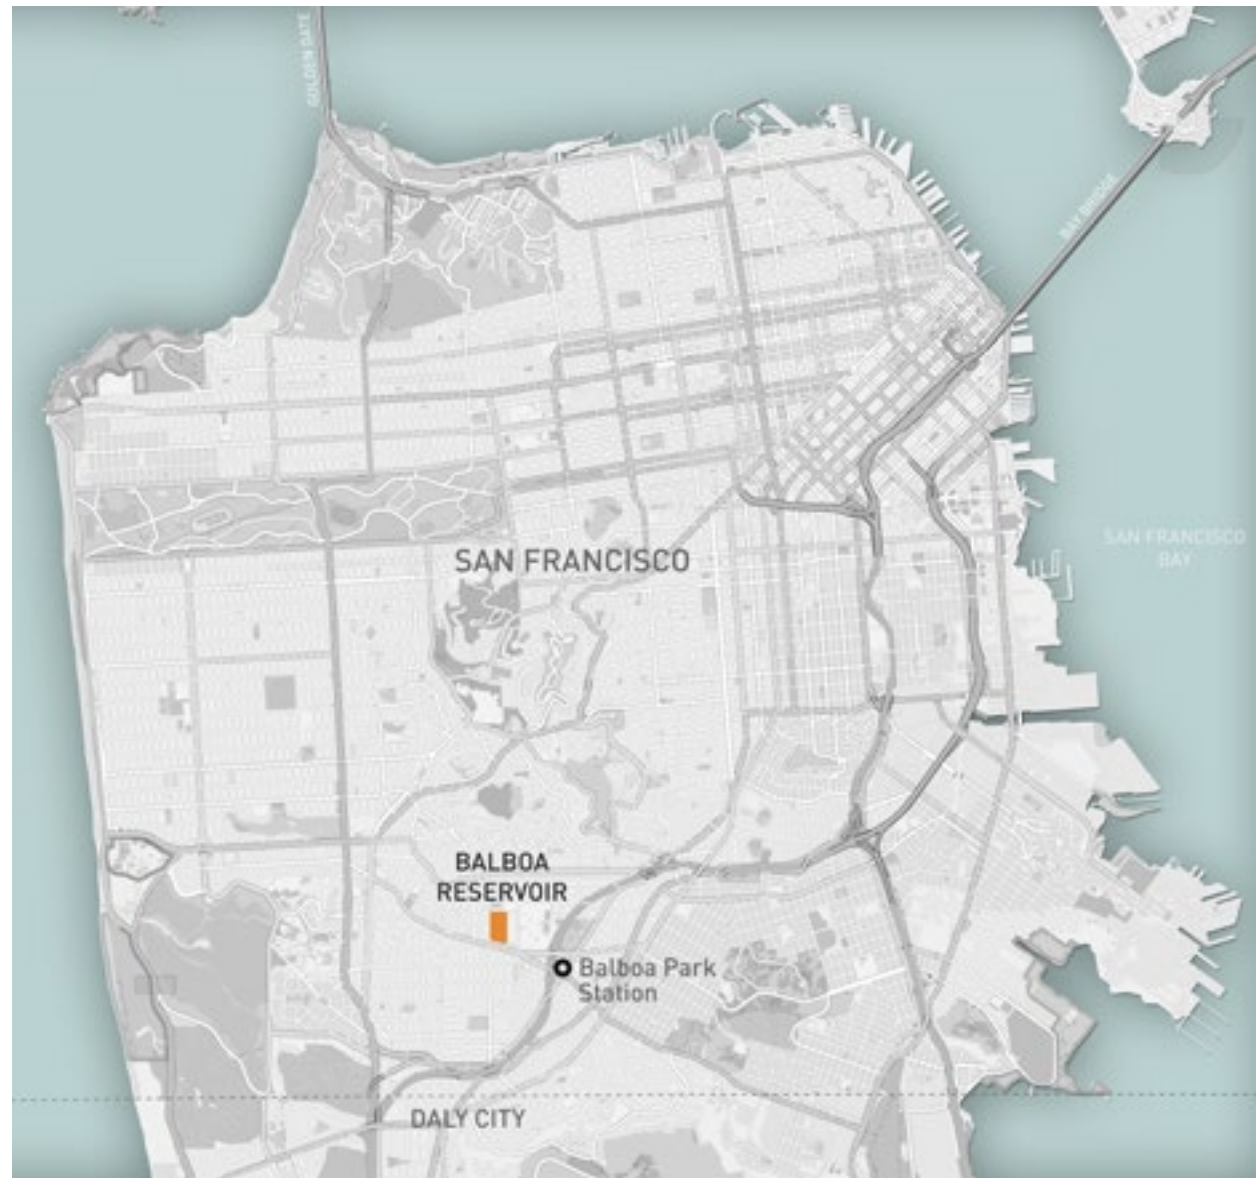 GOLDEN GATE
BAY BRIDGE
SAN FRANCISCO
BAY
SAN FRANCISCO
BALBOA
RESERVOIR
Balboa Park
Station
DALY CITY